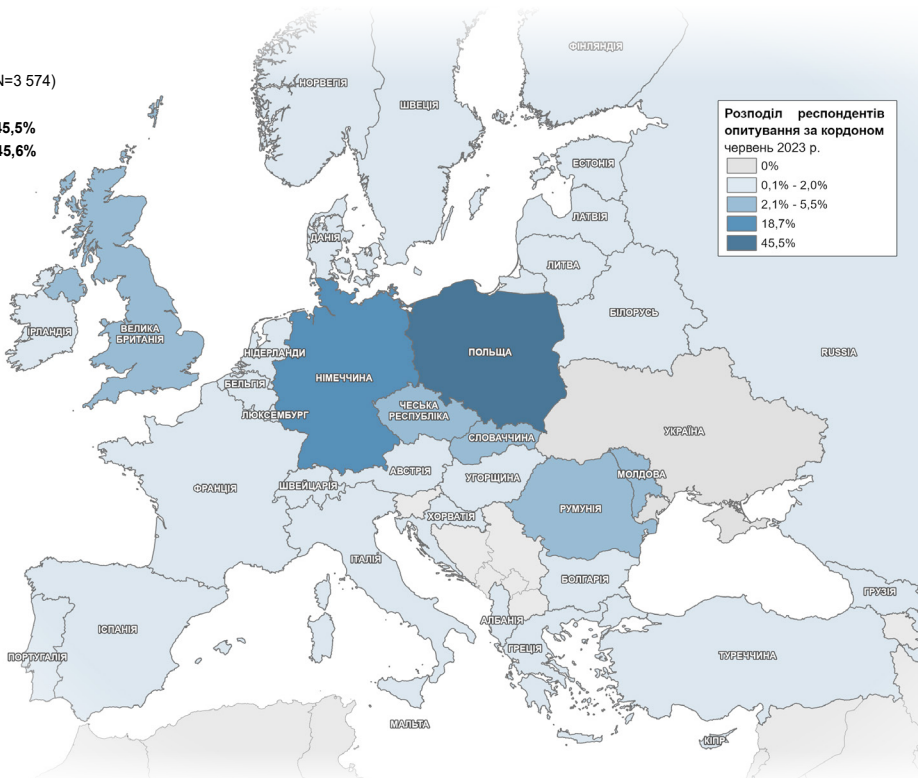 N=3 574)
45,5%
45,6%
Розподіл респондентів
опитування за кордоном
червень 2023 р.
0%
0,1% - 2,0%
2,1% - 5,5%
18,7%
45,5%
ФІНЛЯНДІЯ
НОРВЕГІЯ
ШВЕЦІЯ
ЕСТОНІЯ
ЛАТВІЯ
ДАНІЯ
ЛИТВА
БІЛОРУСЬ
ІРЛАНДІЯ
ВЕЛИКА
БРИТАНІЯ
НІДЕРЛАНДИ
ПОЛЬЩА
RUSSIA
БЕЛЬГІЯ
НІМЕЧЧИНА
ЛЮКСЕМБУРГ
ЧЕСЬКА
РЕСПУБЛІКА
УКРАЇНА
СЛОВАЧЧИНА
АВСТРІЯ
УГОРЩИНА
МОЛДОВА
ФРАНЦІЯ
ШВЕЙЦАРІЯ
ХОРВАТІЯ
РУМУНІЯ
ІТАЛІЯ
БОЛГАРІЯ
ГРУЗІЯ
ІСПАНІЯ
АЛБАНІЯ
ГРЕЦІЯ
ПОРТУГАЛІЯ
ТУРЕЧЧИНА
МАЛЬТА
КІПР